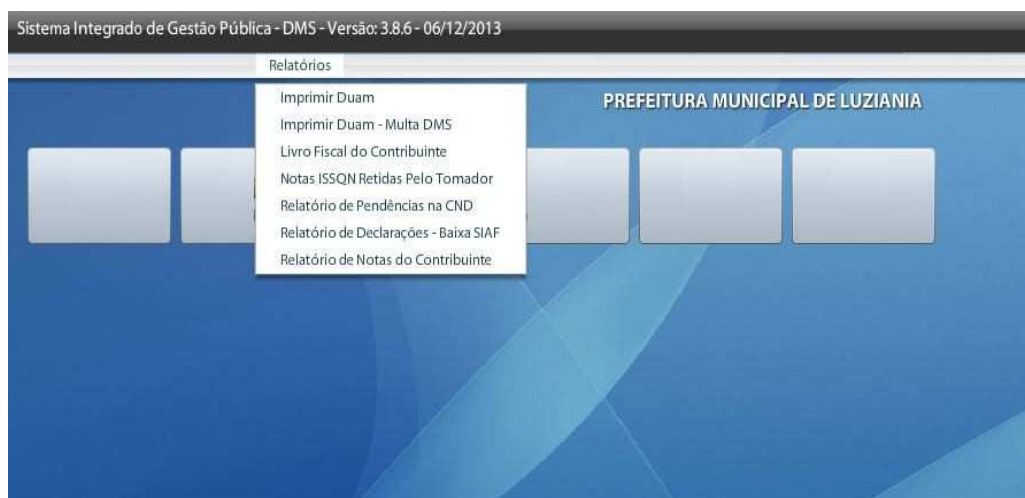 Sistema Integrado de Gestão Pública - DMS - Versão: 3.8.6 - 06/12/2013
Relatórios
Imprimir Duam
PREFEITURA MUNICIPAL DE LUZIANIA
Imprimir Duam - Multa DMS
Livro Fiscal do Contribuinte
Notas ISSQN Retidas Pelo Tomador
Relatório de Pendências na CND
Relatório de Declarações - Baixa SIAF
Relatório de Notas do Contribuinte